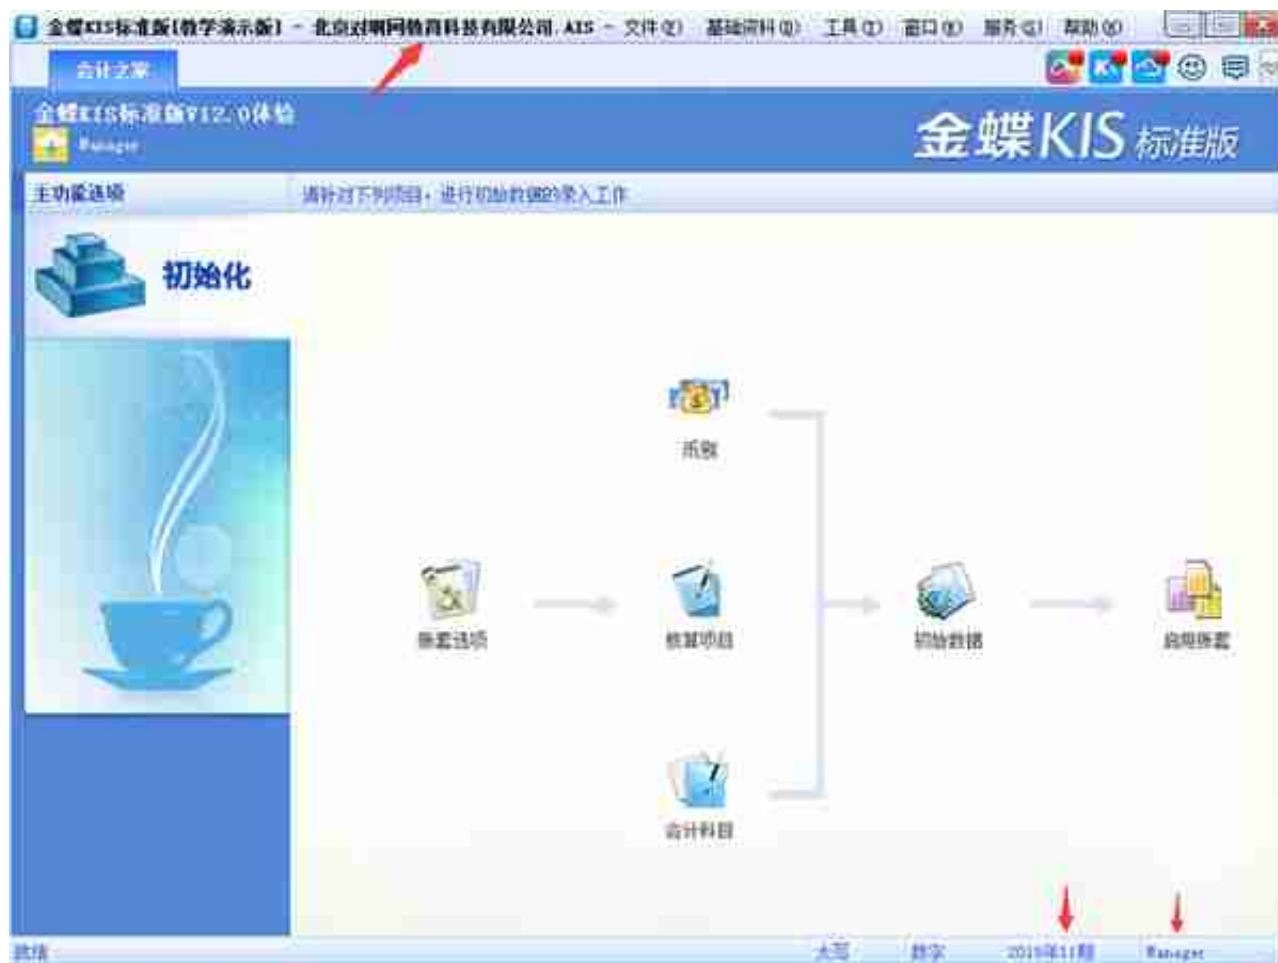 金蝶KIS标准版(教学演示版) - 北京对啊网教育科技有限公司.AIS - 文件(F) 基础资料(D) 工具(T) 窗口(W) 服务(G) 帮助(H)
会计之家
金蝶KIS标准版V12.0体验
Manager
金蝶KIS 标准版
主功能选项
请针对下列项目，进行初始数据的录入工作
初始化
币别
账套选项
核算项目
初始数据
启用账套
会计科目
就绪
大写
数字
Manager